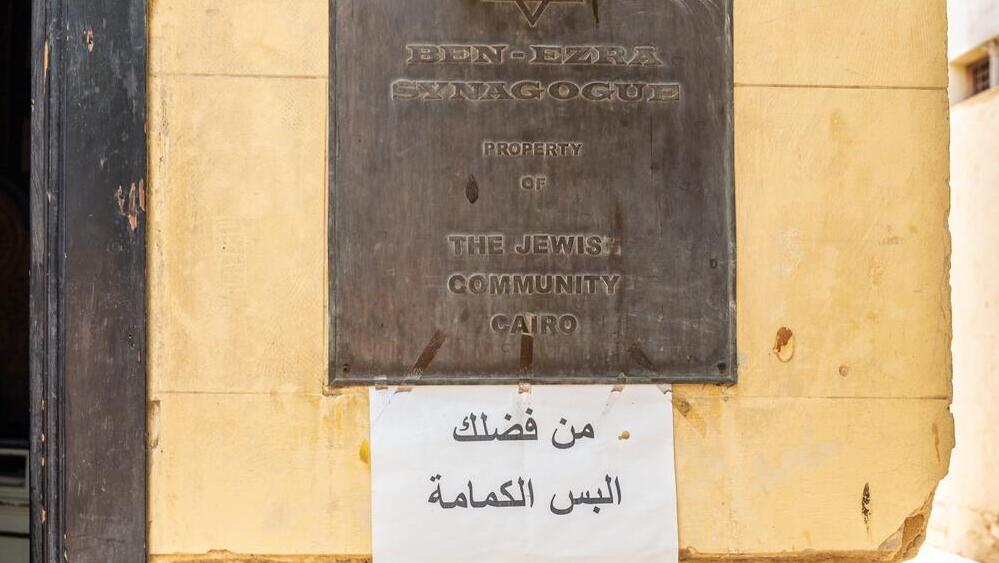 BEN-EZRA
SYNAGOGUE
PROPERTY
OF
THE JEWIS
COMMUNITY
CAIRO
من فضلك
البس الكمامة